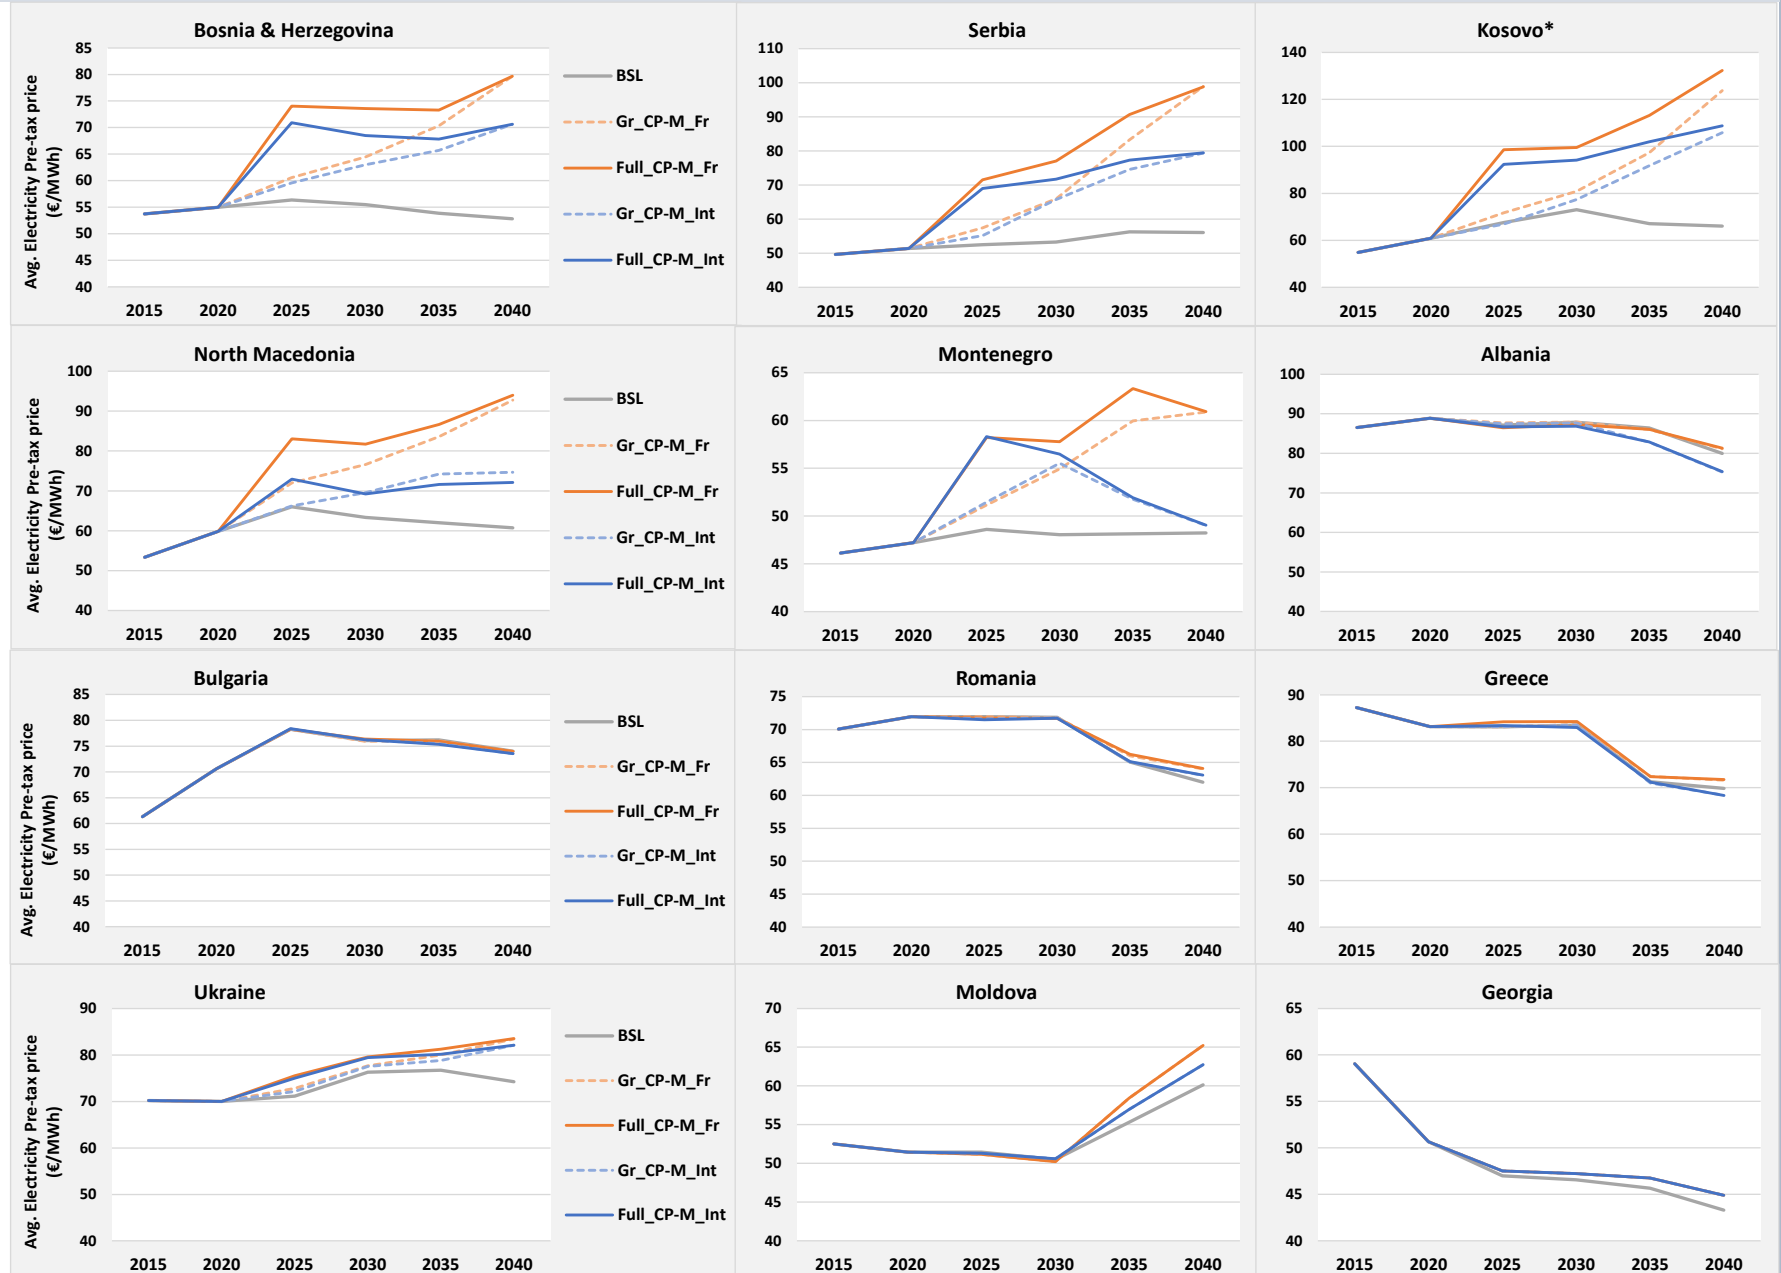 Bosnia & Herzegovina
Avg. Electricity Pre-tax price
(€/MWh)
85
80
75
70
65
60
55
50
45
40
2015 2020 2025 2030 2035 2040
BSL
Gr_CP-M_Fr
Full_CP-M_Fr
Gr_CP-M_Int
Full_CP-M_Int
Serbia
110
100
90
80
70
60
50
40
2015 2020 2025 2030 2035 2040
Kosovo*
140
120
100
80
60
40
2015 2020 2025 2030 2035 2040
North Macedonia
Avg. Electricity Pre-tax price
(€/MWh)
100
90
80
70
60
50
40
2015 2020 2025 2030 2035 2040
BSL
Gr_CP-M_Fr
Full_CP-M_Fr
Gr_CP-M_Int
Full_CP-M_Int
Montenegro
65
60
55
50
45
40
2015 2020 2025 2030 2035 2040
Albania
100
90
80
70
60
50
40
2015 2020 2025 2030 2035 2040
Bulgaria
Avg. Electricity Pre-tax price
(€/MWh)
85
80
75
70
65
60
55
50
45
40
2015 2020 2025 2030 2035 2040
BSL
Gr_CP-M_Fr
Full_CP-M_Fr
Gr_CP-M_Int
Full_CP-M_Int
Romania
75
70
65
60
55
50
45
40
2015 2020 2025 2030 2035 2040
Greece
90
80
70
60
50
40
2015 2020 2025 2030 2035 2040
Ukraine
Avg. Electricity Pre-tax price
(€/MWh)
90
80
70
60
50
40
2015 2020 2025 2030 2035 2040
BSL
Gr_CP-M_Fr
Full_CP-M_Fr
Gr_CP-M_Int
Full_CP-M_Int
Moldova
70
65
60
55
50
45
40
2015 2020 2025 2030 2035 2040
Georgia
65
60
55
50
45
40
2015 2020 2025 2030 2035 2040